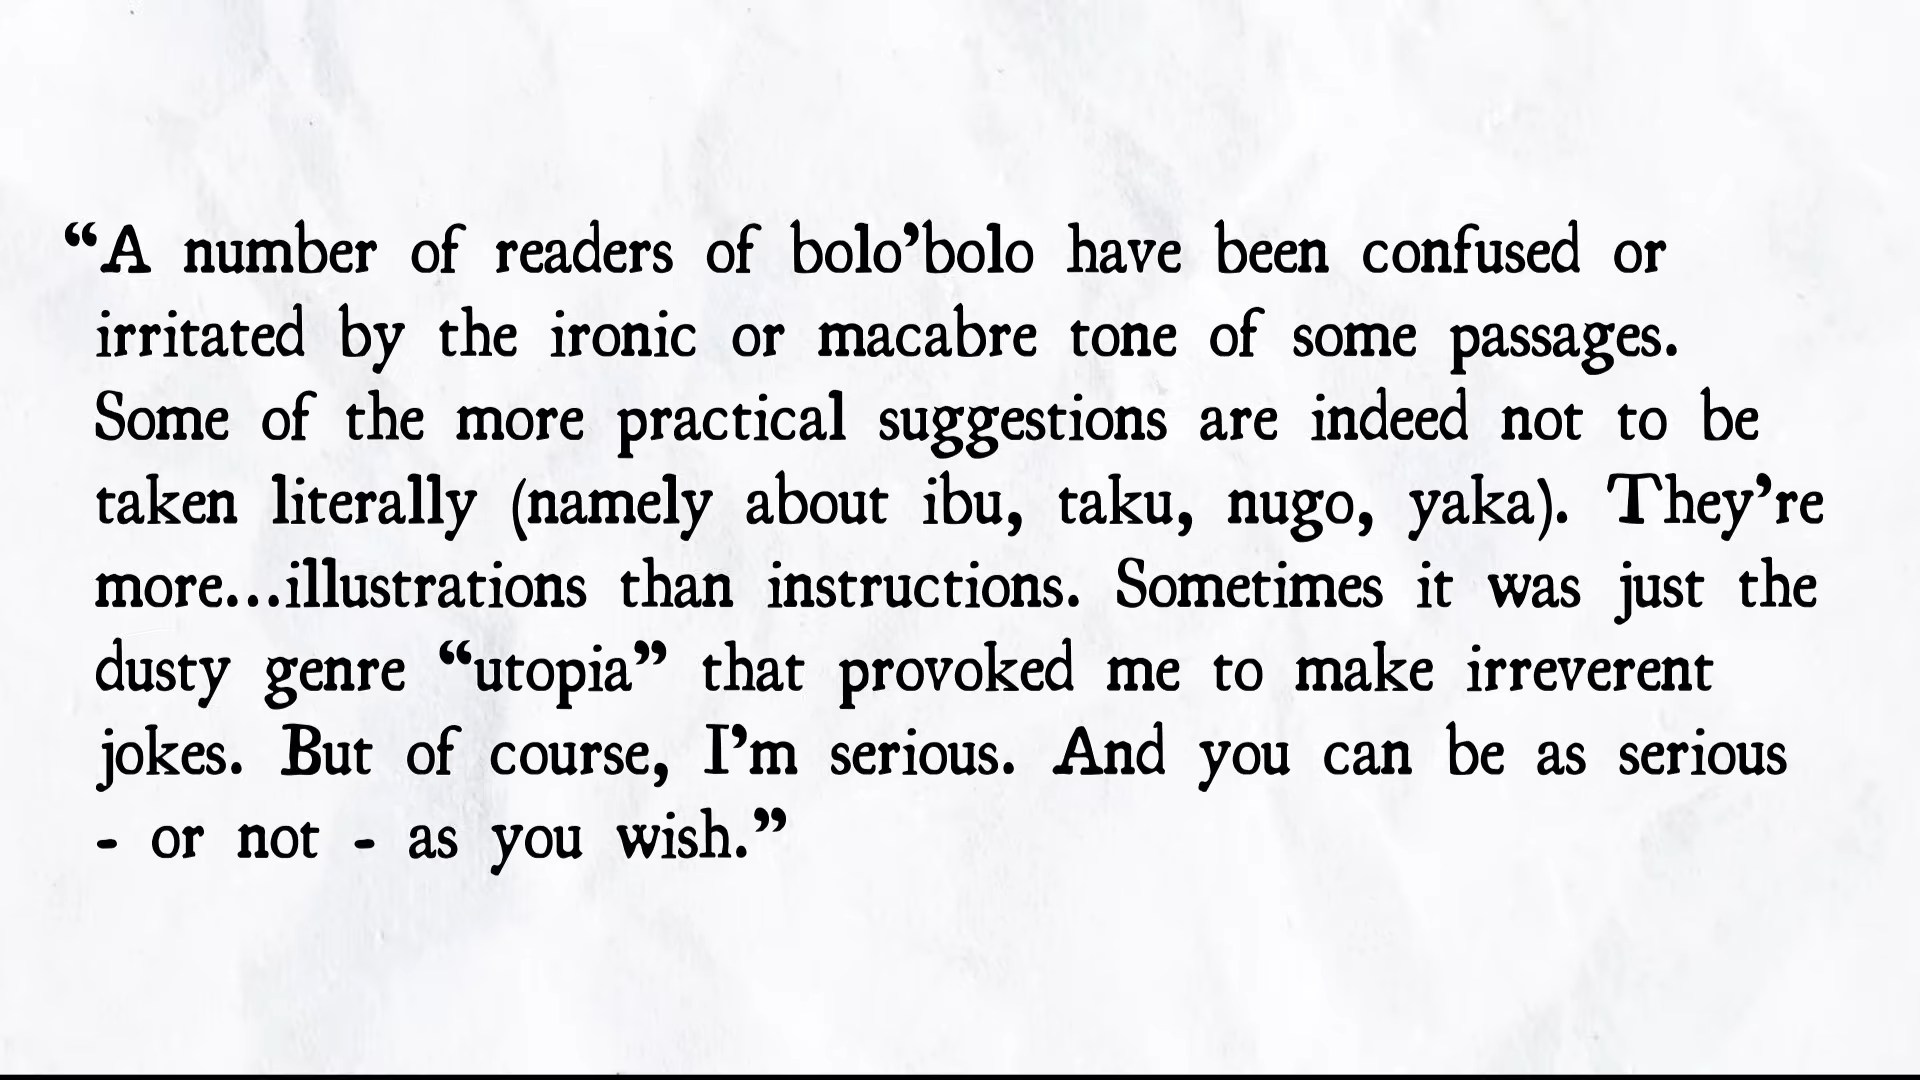 “A number of readers of bolo’bolo have been confused or
irritated by the ironic or macabre tone of some passages.
Some of the more practical suggestions are indeed not to be
taken literally (namely about ibu, taku, nugo, yaka). They’re
more...illustrations than instructions. Sometimes it was just the
dusty genre “utopia” that provoked me to make irreverent
jokes. But of course, I’m serious. And you can be as serious
- or not - as you wish.”